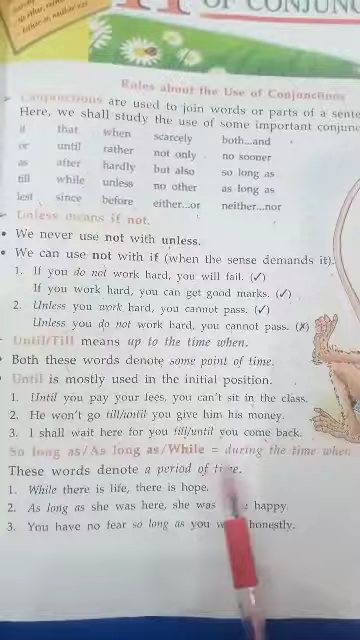 OF CONJUNC
Rules about the Use of Conjunctions
Conjunctions are used to join words or parts of a sente
Here, we shall study the use of some important conjun
if that when scarcely both...and
or until rather not only no sooner
as after hardly but also so long as
till while unless no other as long as
lest since before either...or neither...nor
Unless means if not.
• We never use not with unless.
• We can use not with if (when the sense demands it).
1. If you do not work hard, you will fail. (✓)
If you work hard, you can get good marks. (✓)
2. Unless you work hard, you cannot pass. (✓)
Unless you do not work hard, you cannot pass. (✗)
Until/Till means up to the time when.
• Both these words denote some point of time.
Until is mostly used in the initial position.
1. Until you pay your fees, you can't sit in the class.
2. He won't go till/until you give him his money.
3. I shall wait here for you till/until you come back.
So long as/As long as/While = during the time when
These words denote a period of time.
1. While there is life, there is hope.
2. As long as she was here, she was happy.
3. You have no fear so long as you honestly.